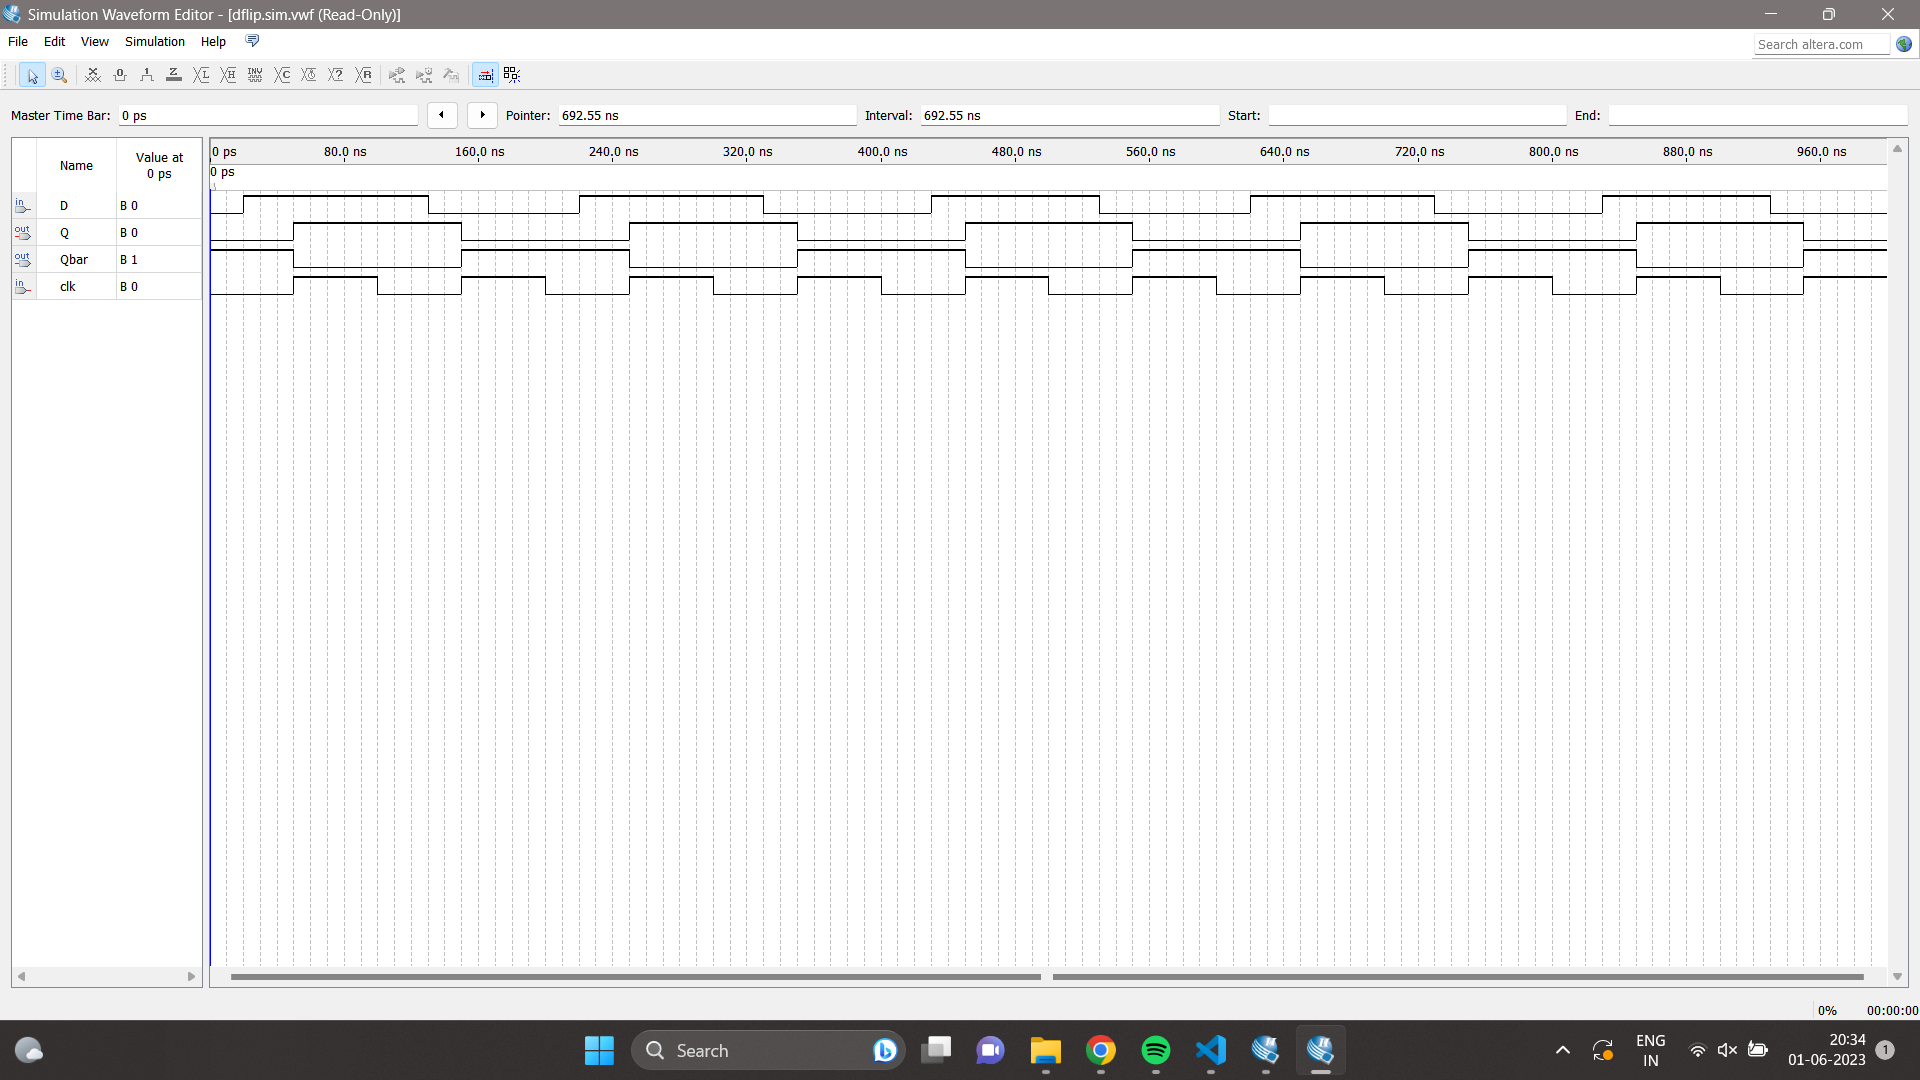 Simulation Waveform Editor - [dflip.sim.vwf (Read-Only)]
File Edit View Simulation Help
Search altera.com
Master Time Bar: 0 ps Pointer: 692.55 ns Interval: 692.55 ns Start: End:
Name Value at 0 ps
0 ps 80.0 ns 160.0 ns 240.0 ns 320.0 ns 400.0 ns 480.0 ns 560.0 ns 640.0 ns 720.0 ns 800.0 ns 880.0 ns 960.0 ns
0 ps
in D B 0
out Q B 0
out Qbar B 1
in clk B 0
0% 00:00:00
Search
ENG
IN
20:34
01-06-2023
1